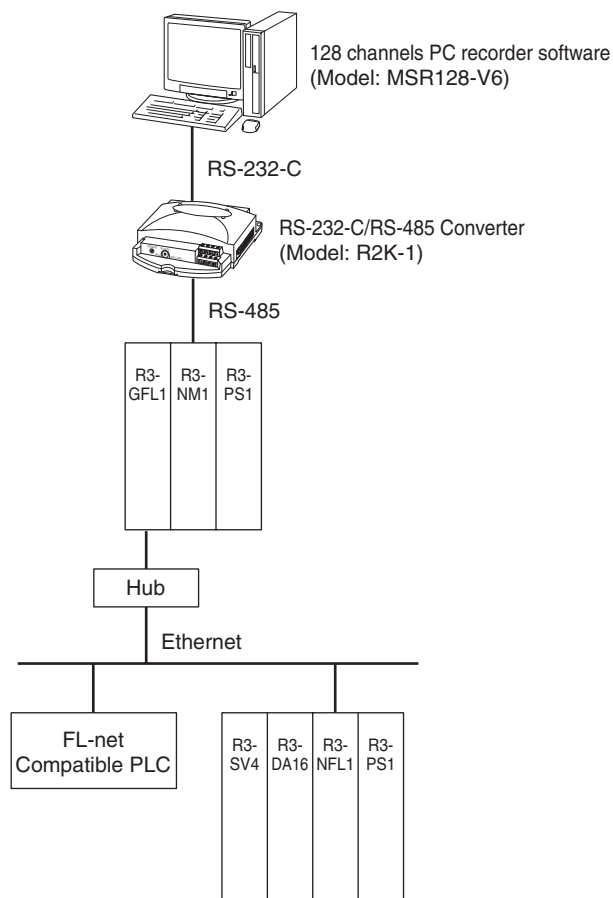 128 channels PC recorder software
(Model: MSR128-V6)
RS-232-C
RS-232-C/RS-485 Converter
(Model: R2K-1)
RS-485
R3-
GFL1
R3-
NM1
R3-
PS1
Hub
Ethernet
FL-net
Compatible PLC
R3-
SV4
R3-
DA16
R3-
NFL1
R3-
PS1